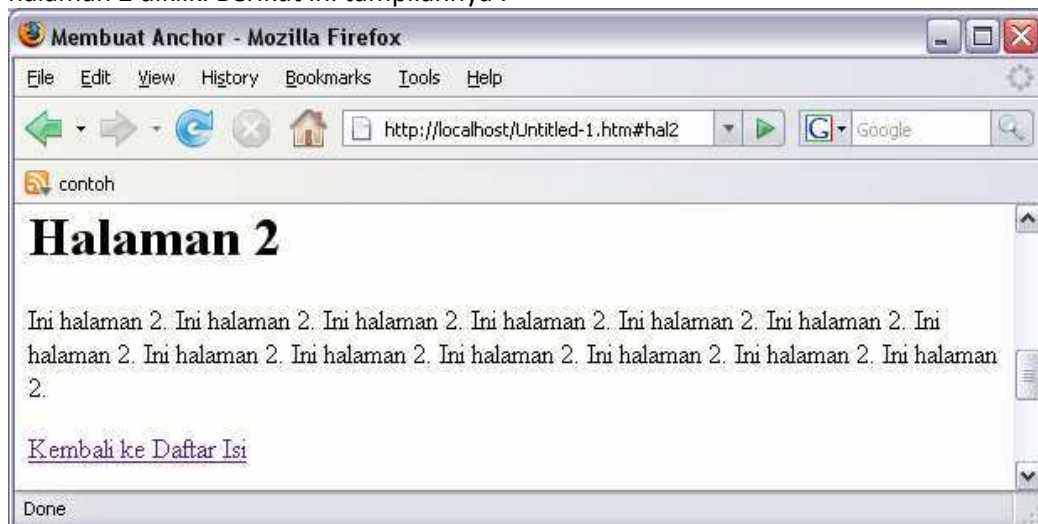 halaman 2 diklik. Berikut ini tampilannya :
Membuat Anchor - Mozilla Firefox
File Edit View History Bookmarks Tools Help
http://localhost/Untitled-1.htm#hal2 G Google
contoh
Halaman 2
Ini halaman 2. Ini halaman 2. Ini halaman 2. Ini halaman 2. Ini halaman 2. Ini halaman 2. Ini
halaman 2. Ini halaman 2. Ini halaman 2. Ini halaman 2. Ini halaman 2. Ini halaman 2. Ini halaman
2.
Kembali ke Daftar Isi
Done